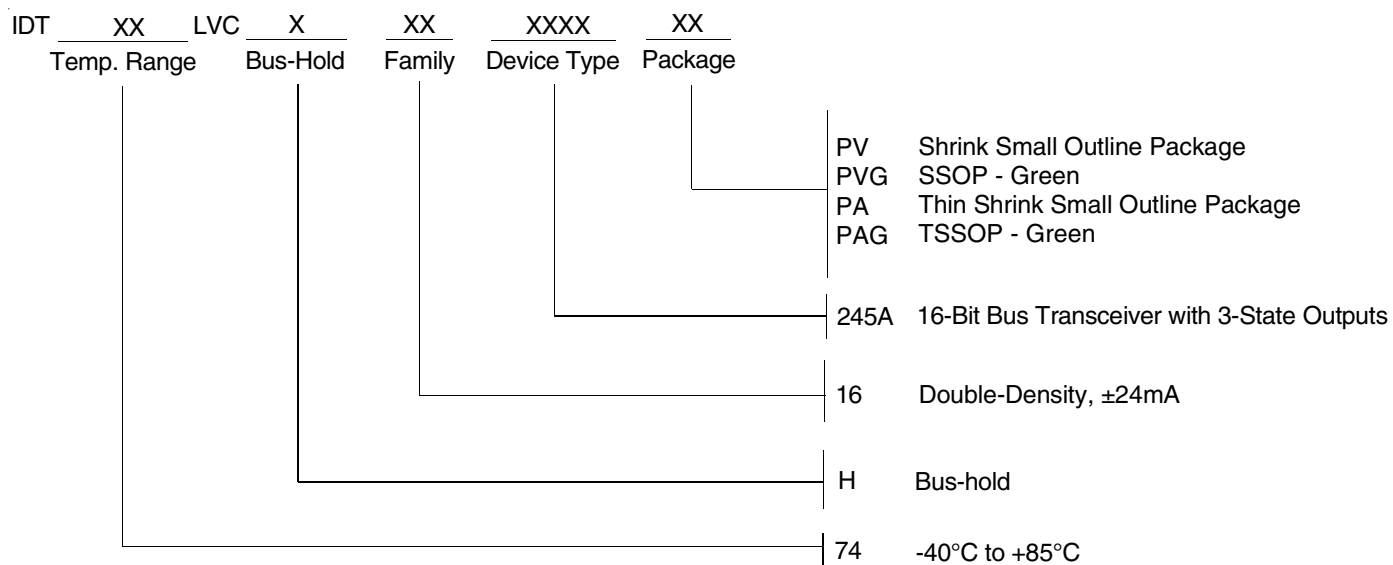 IDT XX LVC X XX XXXX XX
Temp. Range Bus-Hold Family Device Type Package
PV Shrink Small Outline Package
PVG SSOP - Green
PA Thin Shrink Small Outline Package
PAG TSSOP - Green
245A 16-Bit Bus Transceiver with 3-State Outputs
16 Double-Density, ±24mA
H Bus-hold
74 -40°C to +85°C